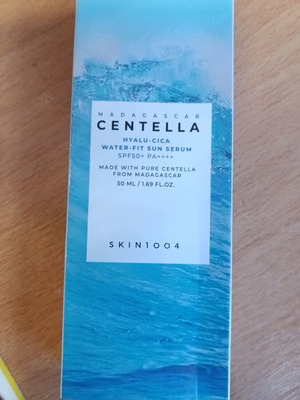 MADAGASCAR
CENTELLA
HYALU-CICA
WATER-FIT SUN SERUM
SPF50+ PA++++
MADE WITH PURE CENTELLA
FROM MADAGASCAR
50 ML / 1.69 FL.OZ.
SKIN1004